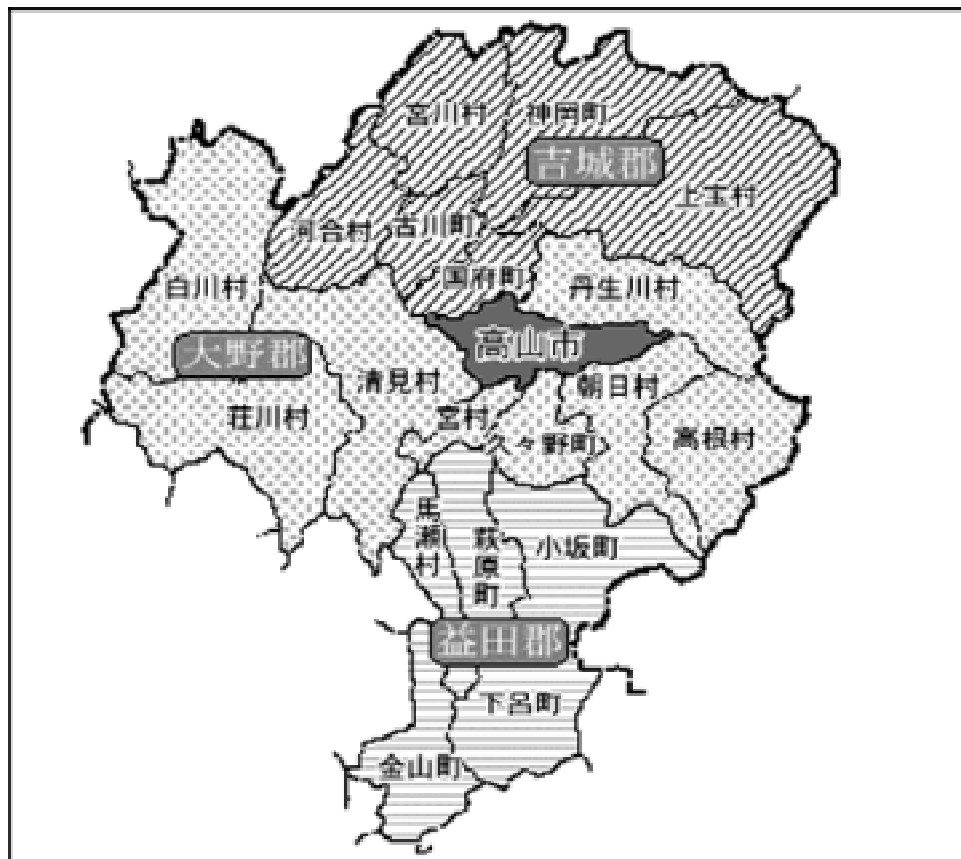 宮川村
神岡町
吉城郡
上宝村
河合村
古川町
国府町
白川村
丹生川村
高山市
大野郡
清見村
朝日村
荘川村
宮村
久々野町
高根村
馬瀬村
萩原町
小坂町
益田郡
下呂町
金山町